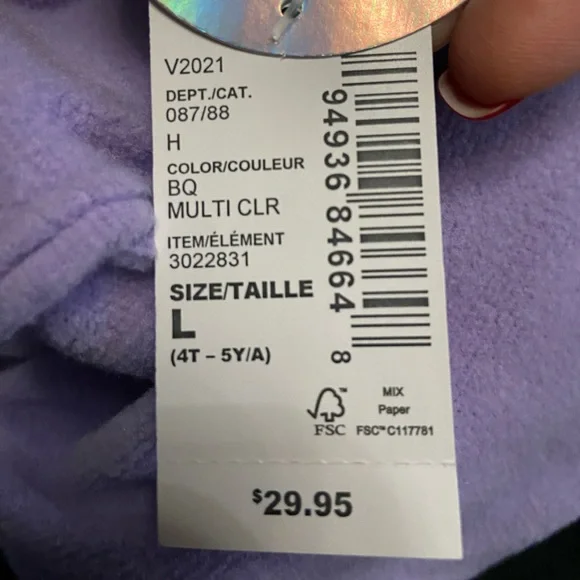 V2021
DEPT./CAT.
087/88
H
COLOR/COULEUR
BQ
MULTI CLR
ITEM/ÉLÉMENT
3022831
SIZE/TAILLE
L
(4T – 5Y/A)
94936 84664 8
FSC™
MIX
Paper
FSC™ C117781
$29.95